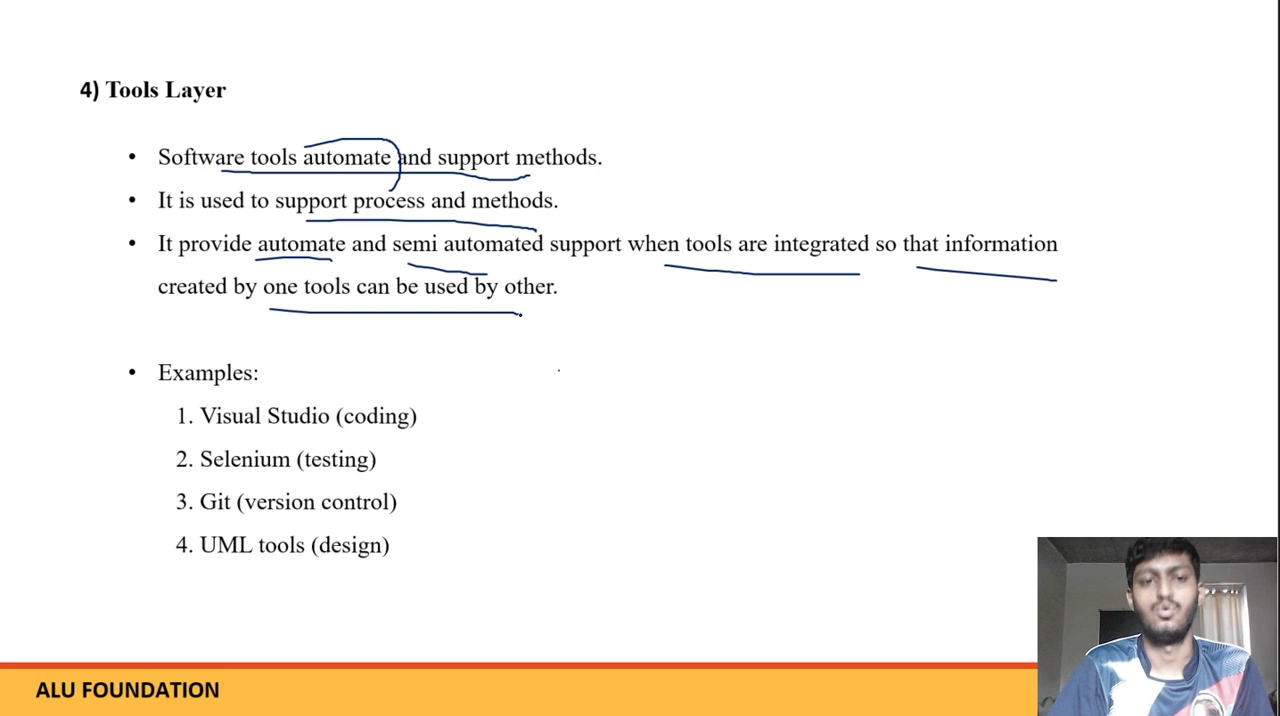 4) Tools Layer
• Software tools automate and support methods.
• It is used to support process and methods.
• It provide automate and semi automated support when tools are integrated so that information
created by one tools can be used by other.
• Examples:
1. Visual Studio (coding)
2. Selenium (testing)
3. Git (version control)
4. UML tools (design)
ALU FOUNDATION